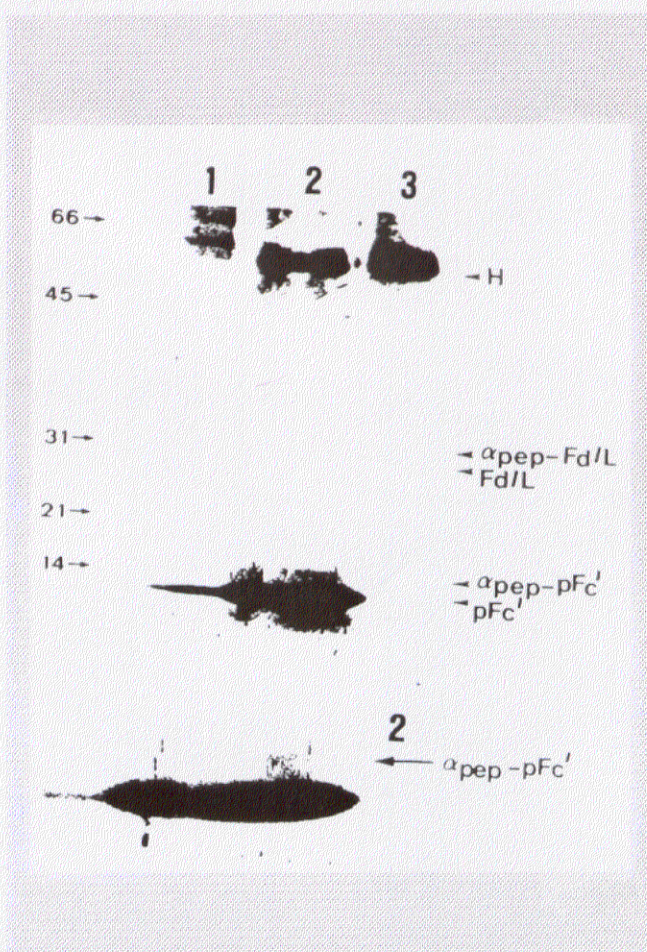 1 2 3
66→
◄ H
45→
31→
◄ αpep-Fd/L
◄ Fd/L
21→
14→
◄ αpep-pFc'
◄ pFc'
2
← αpep-pFc'